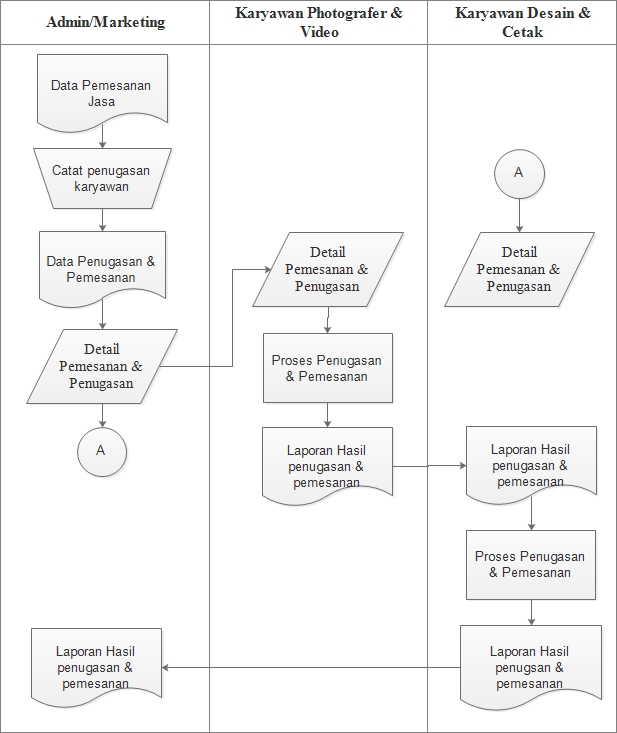 Admin/Marketing
Karyawan Photografer &
Video
Karyawan Desain &
Cetak
Data Pemesanan
Jasa
Catat penugasan
karyawan
Data Penugasan &
Pemesanan
Detail
Pemesanan &
Penugasan
A
Detail
Pemesanan &
Penugasan
Proses Penugasan
& Pemesanan
Laporan Hasil
penugasan &
pemesanan
A
Detail
Pemesanan &
Penugasan
Laporan Hasil
penugasan &
pemesanan
Proses Penugasan
& Pemesanan
Laporan Hasil
penugsan &
pemesanan
Laporan Hasil
penugasan &
pemesanan